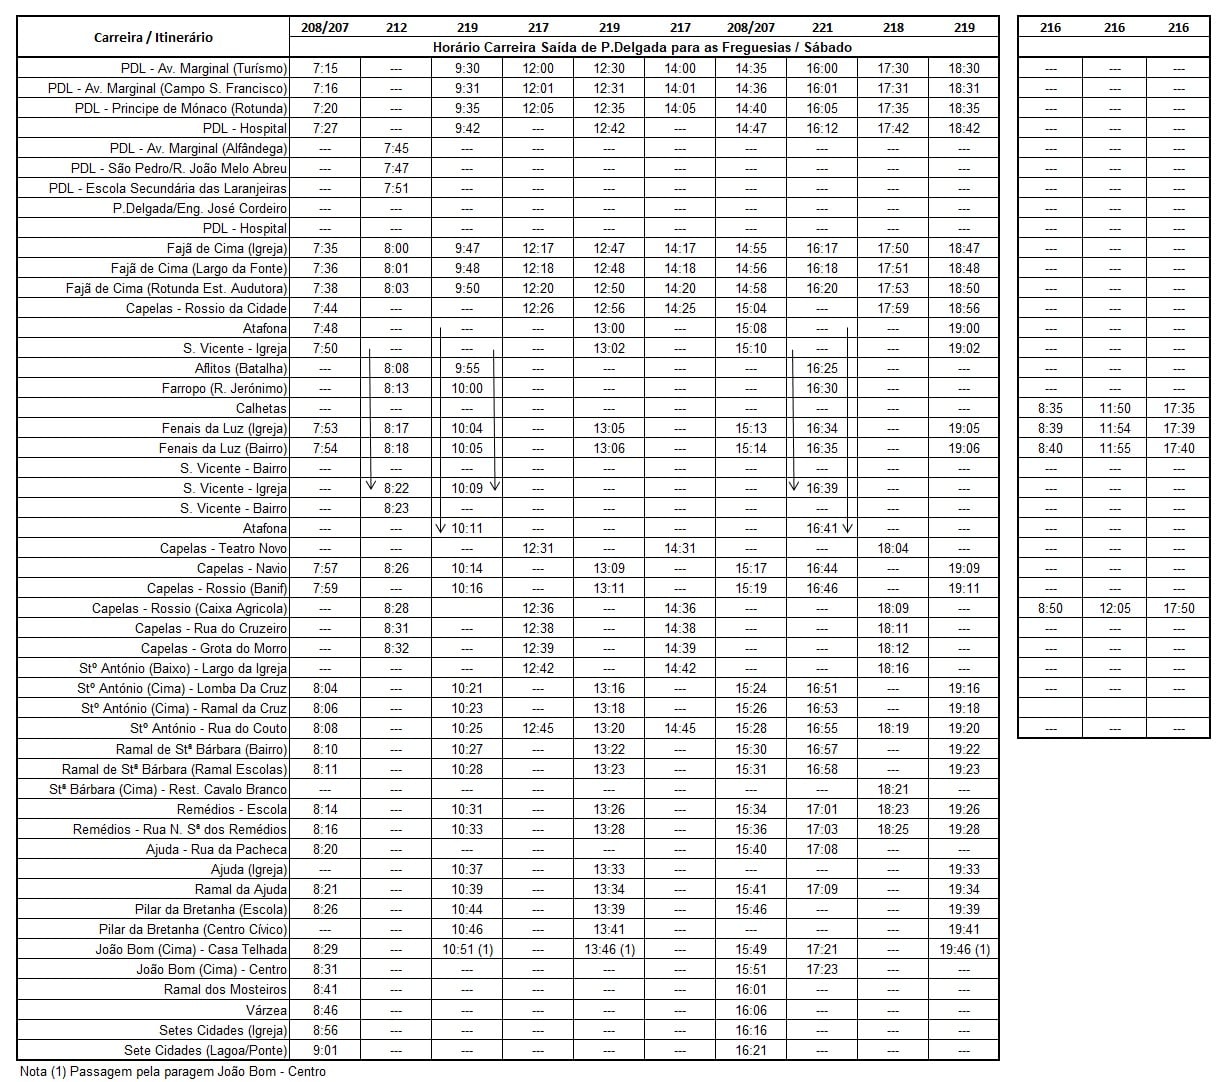 Carreira / Itinerário 208/207 212 219 217 219 217 208/207 221 218 219 216 216 216
Horário Carreira Saída de P.Delgada para as Freguesias / Sábado
PDL - Av. Marginal (Turísmo) 7:15 --- 9:30 12:00 12:30 14:00 14:35 16:00 17:30 18:30 --- --- ---
PDL - Av. Marginal (Campo S. Francisco) 7:16 --- 9:31 12:01 12:31 14:01 14:36 16:01 17:31 18:31 --- --- ---
PDL - Principe de Mónaco (Rotunda) 7:20 --- 9:35 12:05 12:35 14:05 14:40 16:05 17:35 18:35 --- --- ---
PDL - Hospital 7:27 --- 9:42 --- 12:42 --- 14:47 16:12 17:42 18:42 --- --- ---
PDL - Av. Marginal (Alfândega) --- 7:45 --- --- --- --- --- --- --- --- --- --- ---
PDL - São Pedro/R. João Melo Abreu --- 7:47 --- --- --- --- --- --- --- --- --- --- ---
PDL - Escola Secundária das Laranjeiras --- 7:51 --- --- --- --- --- --- --- --- --- --- ---
P.Delgada/Eng. José Cordeiro --- --- --- --- --- --- --- --- --- --- --- --- ---
PDL - Hospital --- --- --- --- --- --- --- --- --- --- --- --- ---
Fajã de Cima (Igreja) 7:35 8:00 9:47 12:17 12:47 14:17 14:55 16:17 17:50 18:47 --- --- ---
Fajã de Cima (Largo da Fonte) 7:36 8:01 9:48 12:18 12:48 14:18 14:56 16:18 17:51 18:48 --- --- ---
Fajã de Cima (Rotunda Est. Audutora) 7:38 8:03 9:50 12:20 12:50 14:20 14:58 16:20 17:53 18:50 --- --- ---
Capelas - Rossio da Cidade 7:44 --- --- 12:26 12:56 14:25 15:04 --- 17:59 18:56 --- --- ---
Atafona 7:48 --- --- --- 13:00 --- 15:08 --- --- 19:00 --- --- ---
S. Vicente - Igreja 7:50 --- --- --- 13:02 --- 15:10 --- --- 19:02 --- --- ---
Aflitos (Batalha) --- 8:08 9:55 --- --- --- --- 16:25 --- --- --- --- ---
Farropo (R. Jerónimo) --- 8:13 10:00 --- --- --- --- 16:30 --- --- --- --- ---
Calhetas --- --- --- --- --- --- --- --- --- --- 8:35 11:50 17:35
Fenais da Luz (Igreja) 7:53 8:17 10:04 --- 13:05 --- 15:13 16:34 --- 19:05 8:39 11:54 17:39
Fenais da Luz (Bairro) 7:54 8:18 10:05 --- 13:06 --- 15:14 16:35 --- 19:06 8:40 11:55 17:40
S. Vicente - Bairro --- --- --- --- --- --- --- --- --- --- --- --- ---
S. Vicente - Igreja --- 8:22 10:09 --- --- --- --- 16:39 --- --- --- --- ---
S. Vicente - Bairro --- 8:23 --- --- --- --- --- --- --- --- --- --- ---
Atafona --- --- 10:11 --- --- --- --- 16:41 --- --- --- --- ---
Capelas - Teatro Novo --- --- --- 12:31 --- 14:31 --- --- 18:04 --- --- --- ---
Capelas - Navio 7:57 8:26 10:14 --- 13:09 --- 15:17 16:44 --- 19:09 --- --- ---
Capelas - Rossio (Banif) 7:59 --- 10:16 --- 13:11 --- 15:19 16:46 --- 19:11 --- --- ---
Capelas - Rossio (Caixa Agricola) --- 8:28 12:36 --- 14:36 --- --- 18:09 --- 8:50 12:05 17:50
Capelas - Rua do Cruzeiro --- 8:31 --- 12:38 --- 14:38 --- --- 18:11 --- --- --- ---
Capelas - Grota do Morro --- 8:32 --- 12:39 --- 14:39 --- --- 18:12 --- --- --- ---
Stº António (Baixo) - Largo da Igreja --- --- --- 12:42 --- 14:42 --- --- 18:16 --- --- --- ---
Stº António (Cima) - Lomba Da Cruz 8:04 --- 10:21 --- 13:16 --- 15:24 16:51 --- 19:16 --- --- ---
Stº António (Cima) - Ramal da Cruz 8:06 --- 10:23 --- 13:18 --- 15:26 16:53 --- 19:18
Stº António - Rua do Couto 8:08 --- 10:25 12:45 13:20 14:45 15:28 16:55 18:19 19:20 --- --- ---
Ramal de Stª Bárbara (Bairro) 8:10 --- 10:27 --- 13:22 --- 15:30 16:57 --- 19:22
Ramal de Stª Bárbara (Ramal Escolas) 8:11 --- 10:28 --- 13:23 --- 15:31 16:58 --- 19:23
Stª Bárbara (Cima) - Rest. Cavalo Branco --- --- --- --- --- --- --- --- 18:21 ---
Remédios - Escola 8:14 --- 10:31 --- 13:26 --- 15:34 17:01 18:23 19:26
Remédios - Rua N. Sª dos Remédios 8:16 --- 10:33 --- 13:28 --- 15:36 17:03 18:25 19:28
Ajuda - Rua da Pacheca 8:20 --- --- --- --- --- 15:40 17:08 --- ---
Ajuda (Igreja) --- --- 10:37 --- 13:33 --- --- --- --- 19:33
Ramal da Ajuda 8:21 --- 10:39 --- 13:34 --- 15:41 17:09 --- 19:34
Pilar da Bretanha (Escola) 8:26 --- 10:44 --- 13:39 --- 15:46 --- --- 19:39
Pilar da Bretanha (Centro Cívico) --- --- 10:46 --- 13:41 --- --- --- --- 19:41
João Bom (Cima) - Casa Telhada 8:29 --- 10:51 (1) --- 13:46 (1) --- 15:49 17:21 --- 19:46 (1)
João Bom (Cima) - Centro 8:31 --- --- --- --- --- 15:51 17:23 --- ---
Ramal dos Mosteiros 8:41 --- --- --- --- --- 16:01 --- --- ---
Várzea 8:46 --- --- --- --- --- 16:06 --- --- ---
Setes Cidades (Igreja) 8:56 --- --- --- --- --- 16:16 --- --- ---
Sete Cidades (Lagoa/Ponte) 9:01 --- --- --- --- --- 16:21 --- --- ---
Nota (1) Passagem pela paragem João Bom - Centro